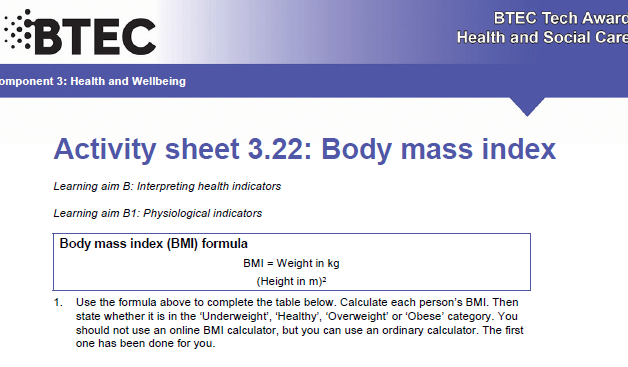 BTEC
BTEC Tech Award
Health and Social Care
omponent 3: Health and Wellbeing
Activity sheet 3.22: Body mass index
Learning aim B: Interpreting health indicators
Learning aim B1: Physiological indicators
Body mass index (BMI) formula
BMI = Weight in kg
(Height in m)²
1. Use the formula above to complete the table below. Calculate each person's BMI. Then
state whether it is in the 'Underweight', 'Healthy', 'Overweight' or 'Obese' category. You
should not use an online BMI calculator, but you can use an ordinary calculator. The first
one has been done for you.